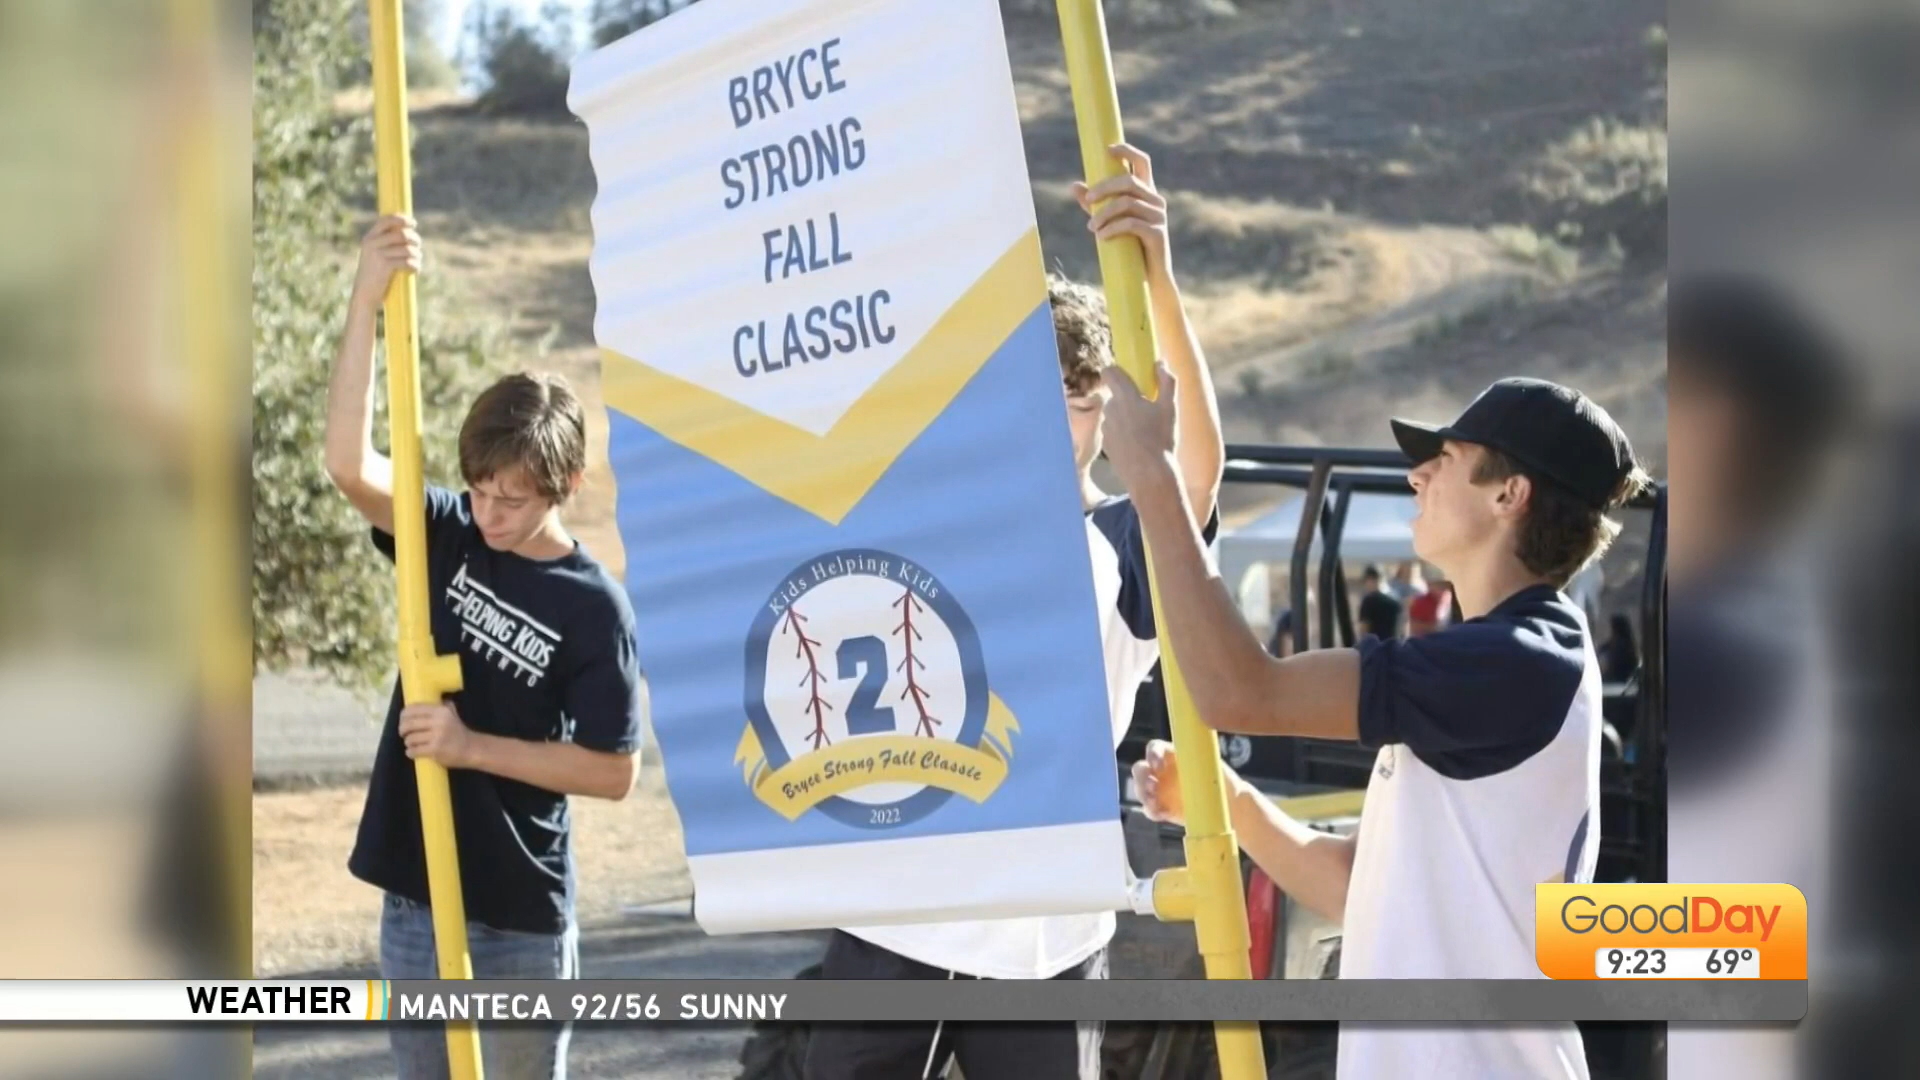 BRYCE
STRONG
FALL
CLASSIC
HELPING KIDS
Kids Helping Kids
2
Bryce Strong Fall Classic
2022
GoodDay
9:23 69°
WEATHER MANTECA 92/56 SUNNY